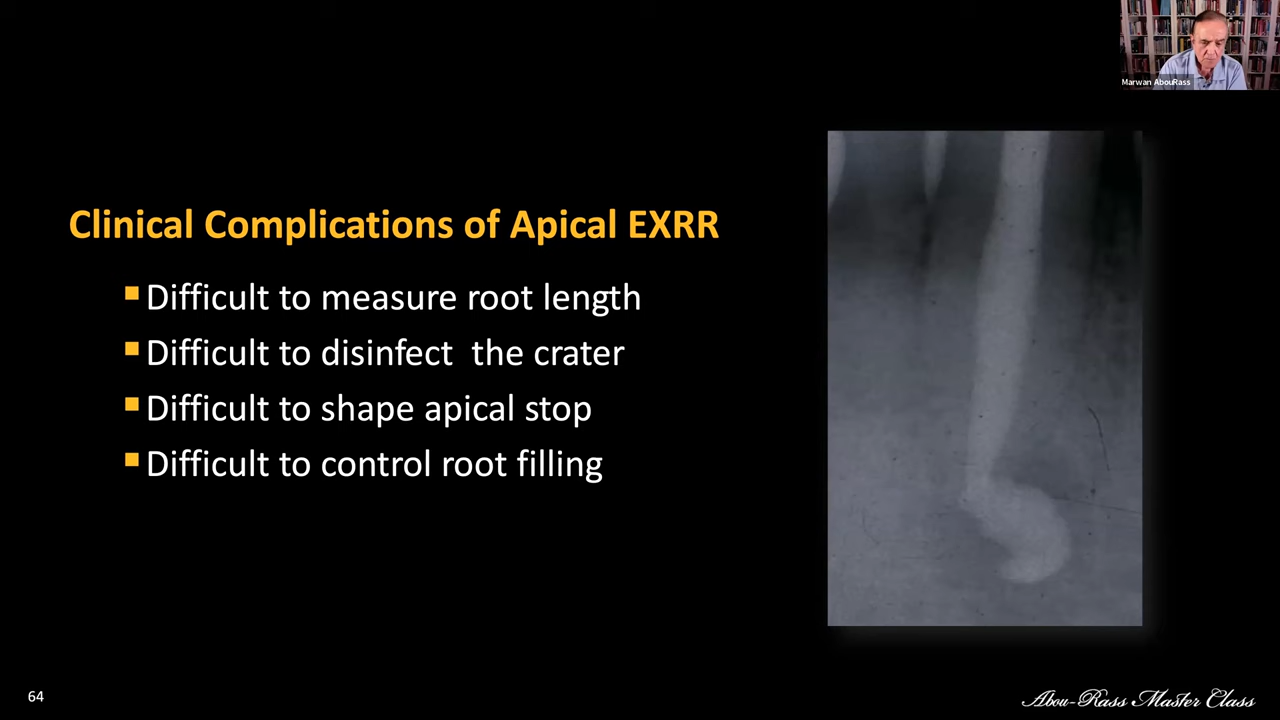 Marwan AbouRass
Clinical Complications of Apical EXRR
▪Difficult to measure root length
▪Difficult to disinfect the crater
▪Difficult to shape apical stop
▪Difficult to control root filling
64
Abou-Rass Master Class